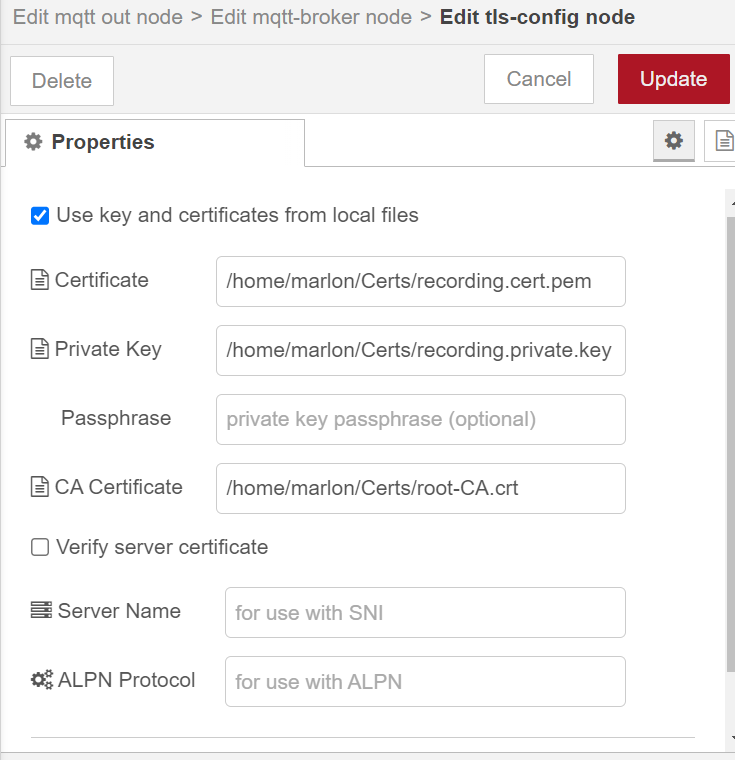 Edit mqtt out node > Edit mqtt-broker node > Edit tls-config node
Delete
Cancel
Update
Properties
Use key and certificates from local files
Certificate
/home/marlon/Certs/recording.cert.pem
Private Key
/home/marlon/Certs/recording.private.key
Passphrase
private key passphrase (optional)
CA Certificate
/home/marlon/Certs/root-CA.crt
Verify server certificate
Server Name
for use with SNI
ALPN Protocol
for use with ALPN